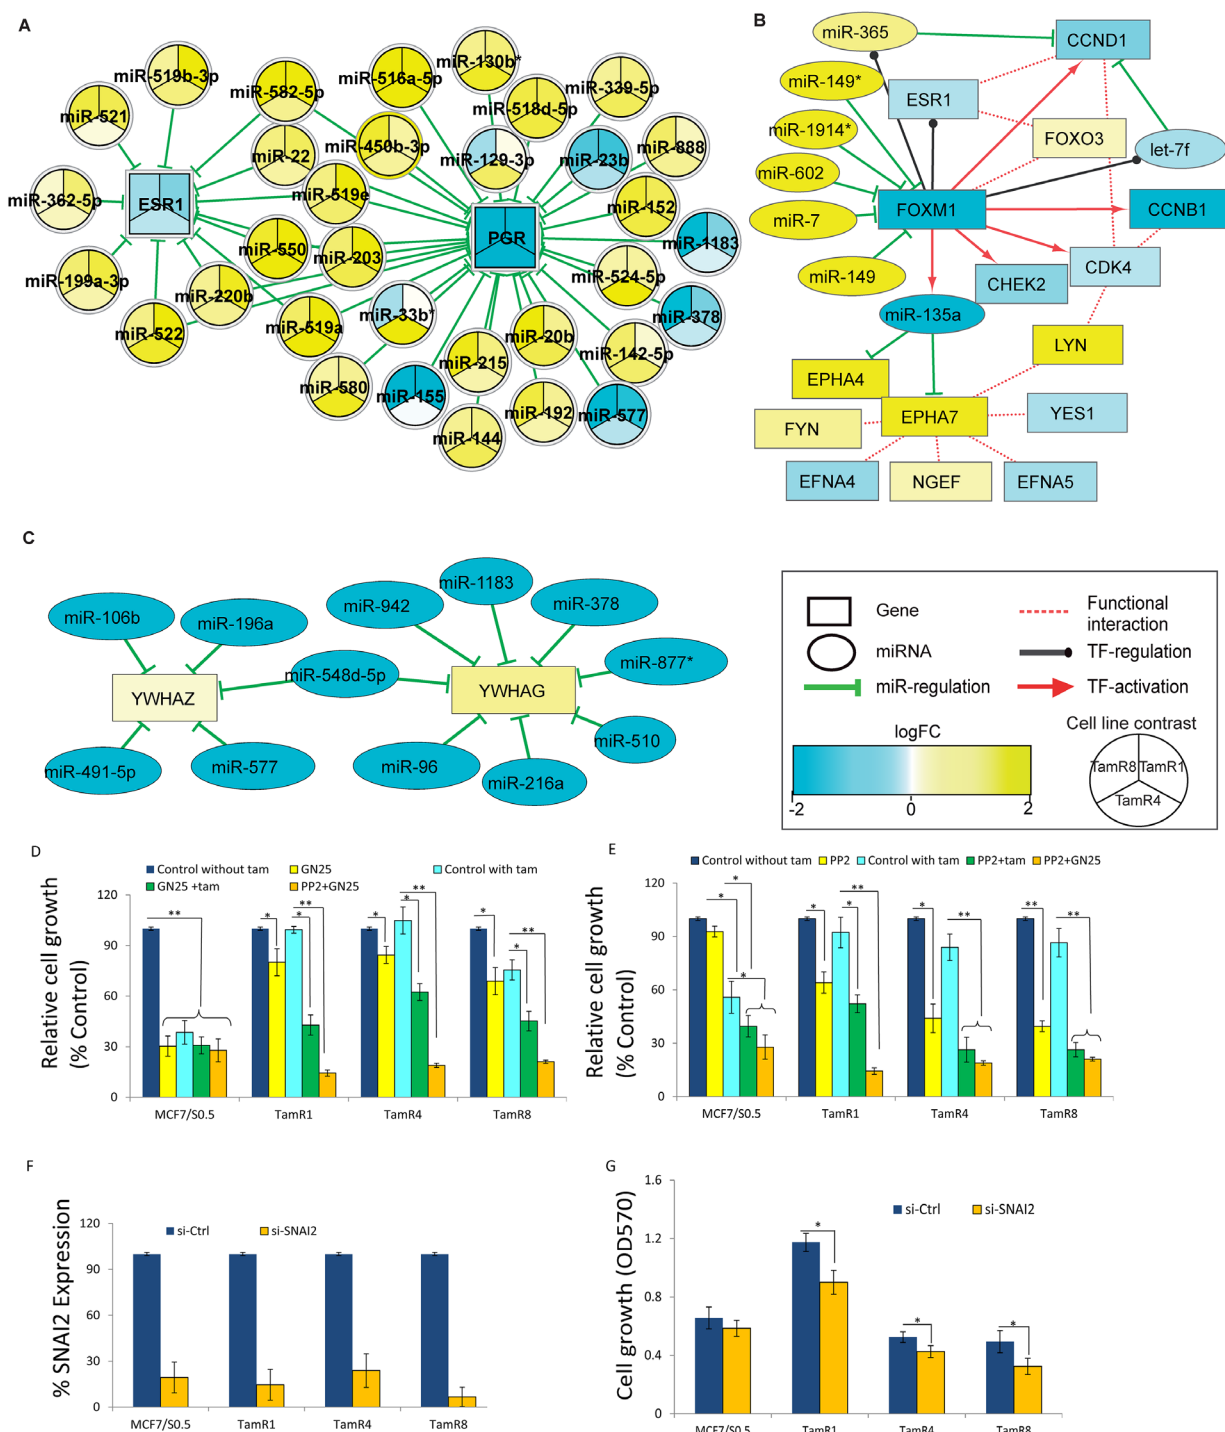 A
miR-519b-3p
miR-582-5p
miR-516a-5p
miR-130b*
miR-339-5p
miR-521
miR-518d-5p
miR-22
miR-450b-3p
miR-129-3p
miR-23b
miR-888
miR-362-5p
ESR1
miR-519e
miR-152
PGR
miR-1183
miR-550
miR-203
miR-199a-3p
miR-524-5p
miR-220b
miR-522
miR-519a
miR-33b*
miR-378
miR-20b
miR-142-5p
miR-215
miR-580
miR-155
miR-192
miR-577
miR-144
B
miR-365
CCND1
miR-149*
ESR1
miR-1914*
FOXO3
let-7f
miR-602
FOXM1
CCNB1
miR-7
miR-149
CHEK2
CDK4
miR-135a
LYN
EPHA4
EPHA7
YES1
FYN
EFNA4
NGEF
EFNA5
C
miR-106b
miR-196a
miR-942
miR-1183
miR-378
miR-548d-5p
miR-877*
YWHAZ
YWHAG
miR-491-5p
miR-577
miR-96
miR-216a
miR-510
Gene
Functional
interaction
miRNA
TF-regulation
miR-regulation
TF-activation
logFC
-2 0 2
Cell line contrast
TamR8 TamR1
TamR4
D
Control without tam GN25 Control with tam
GN25 +tam PP2+GN25
Relative cell growth
(% Control)
120
90
60
30
0
** * ** * * ** * * ** *
MCF7/S0.5 TamR1 TamR4 TamR8
E
Control without tam PP2 Control with tam PP2+tam PP2+GN25
Relative cell growth
(% Control)
120
90
60
30
0
* * * * ** * * ** ** **
MCF7/S0.5 TamR1 TamR4 TamR8
F
si-Ctrl si-SNAI2
% SNAI2 Expression
120
90
60
30
0
MCF7/S0.5 TamR1 TamR4 TamR8
G
si-Ctrl si-SNAI2
Cell growth (OD570)
1.6
1.2
0.8
0.4
0
* * *
MCF7/S0.5 TamR1 TamR4 TamR8